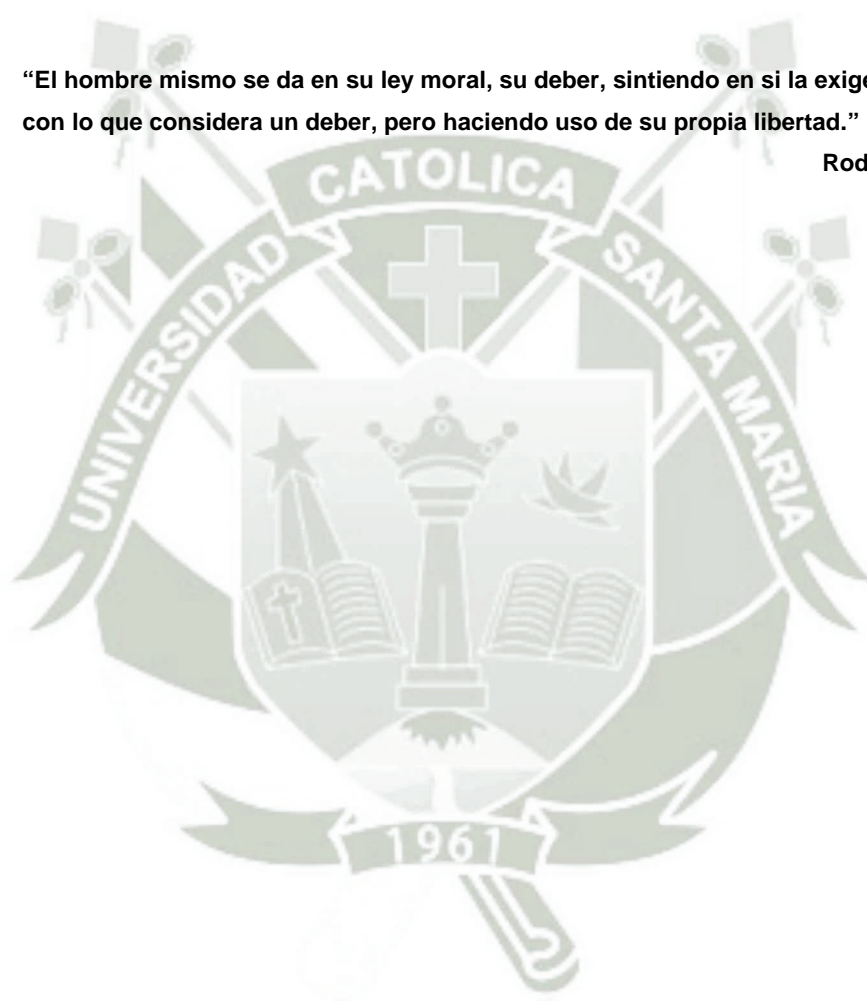 “El hombre mismo se da en su ley moral, su deber, sintiendo en si la exige
con lo que considera un deber, pero haciendo uso de su propia libertad.”
Rod
UNIVERSIDAD CATOLICA SANTA MARIA
1961